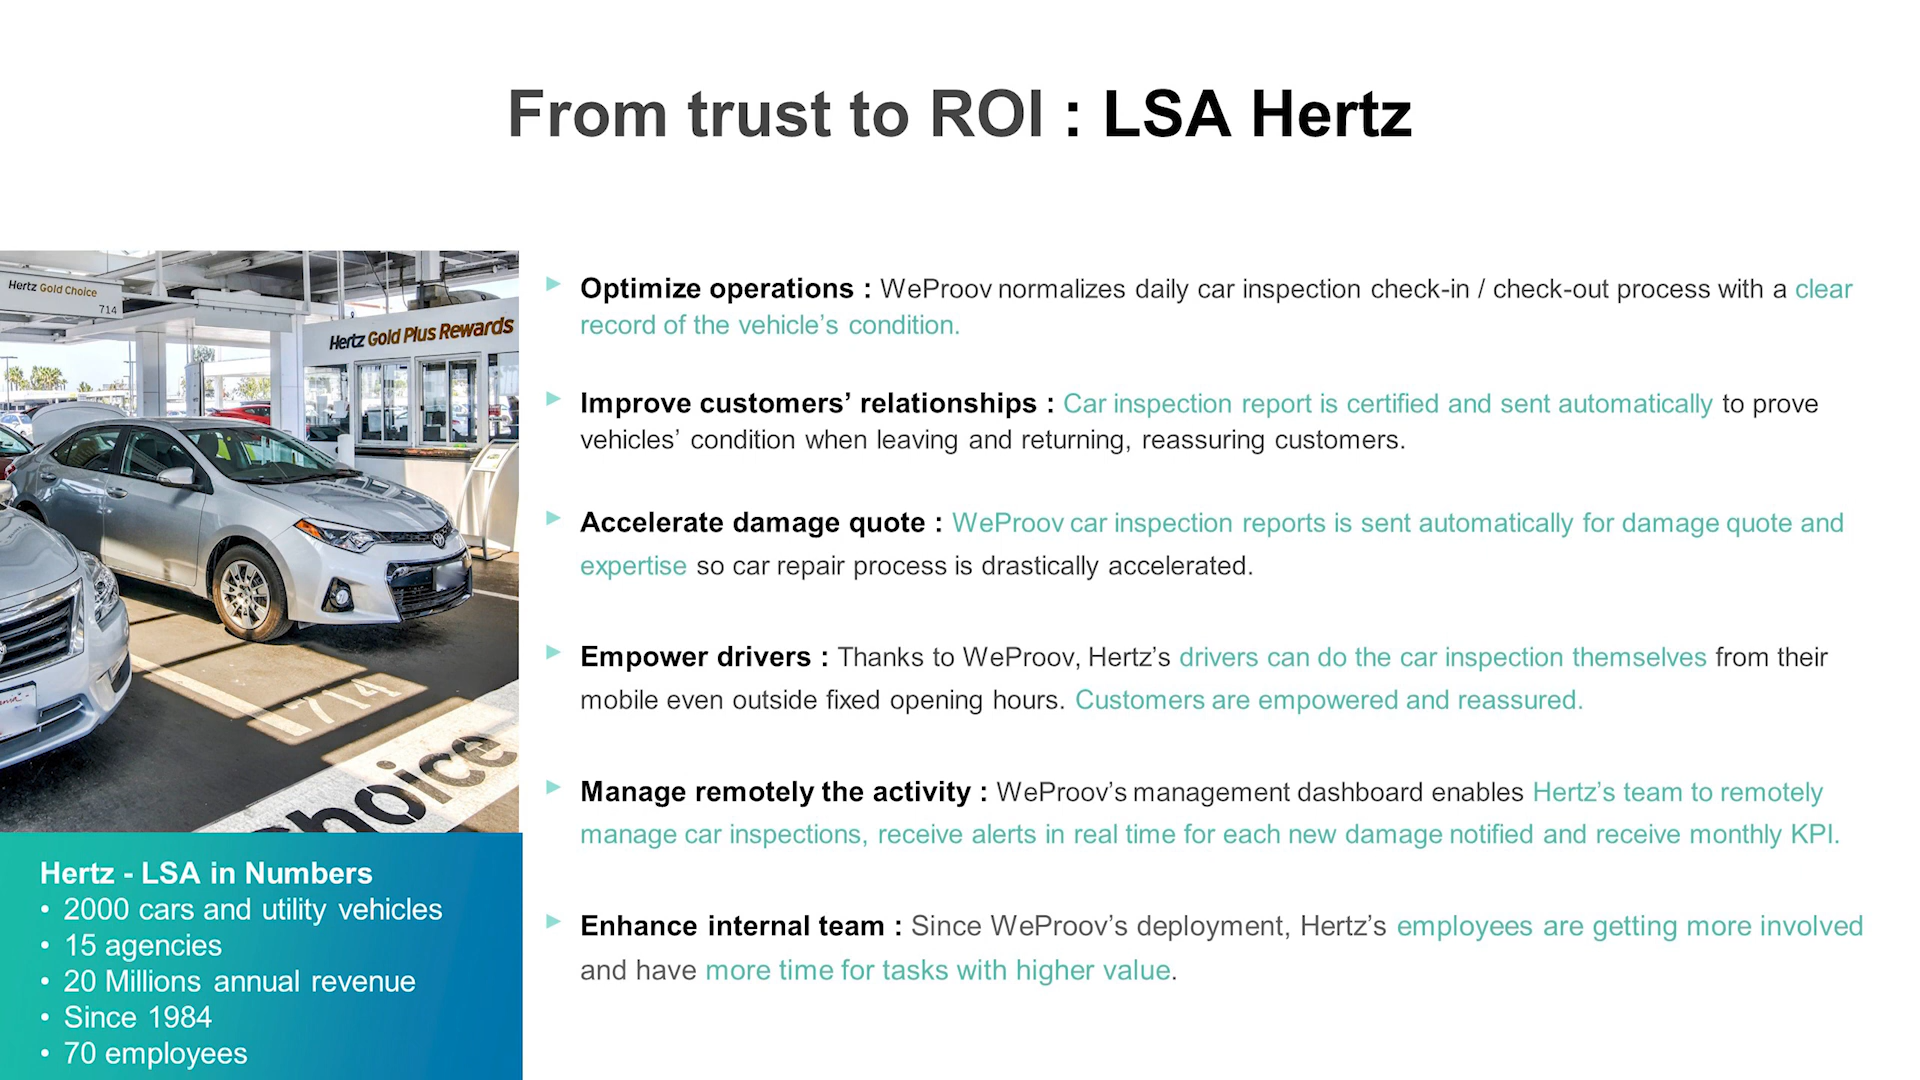 From trust to ROI : LSA Hertz
Hertz Gold Choice
714
Hertz Gold Plus Rewards
714
hoice
Hertz - LSA in Numbers
• 2000 cars and utility vehicles
• 15 agencies
• 20 Millions annual revenue
• Since 1984
• 70 employees
Optimize operations : WeProov normalizes daily car inspection check-in / check-out process with a clear
record of the vehicle’s condition.
Improve customers’ relationships : Car inspection report is certified and sent automatically to prove
vehicles’ condition when leaving and returning, reassuring customers.
Accelerate damage quote : WeProov car inspection reports is sent automatically for damage quote and
expertise so car repair process is drastically accelerated.
Empower drivers : Thanks to WeProov, Hertz’s drivers can do the car inspection themselves from their
mobile even outside fixed opening hours. Customers are empowered and reassured.
Manage remotely the activity : WeProov’s management dashboard enables Hertz’s team to remotely
manage car inspections, receive alerts in real time for each new damage notified and receive monthly KPI.
Enhance internal team : Since WeProov’s deployment, Hertz’s employees are getting more involved
and have more time for tasks with higher value.